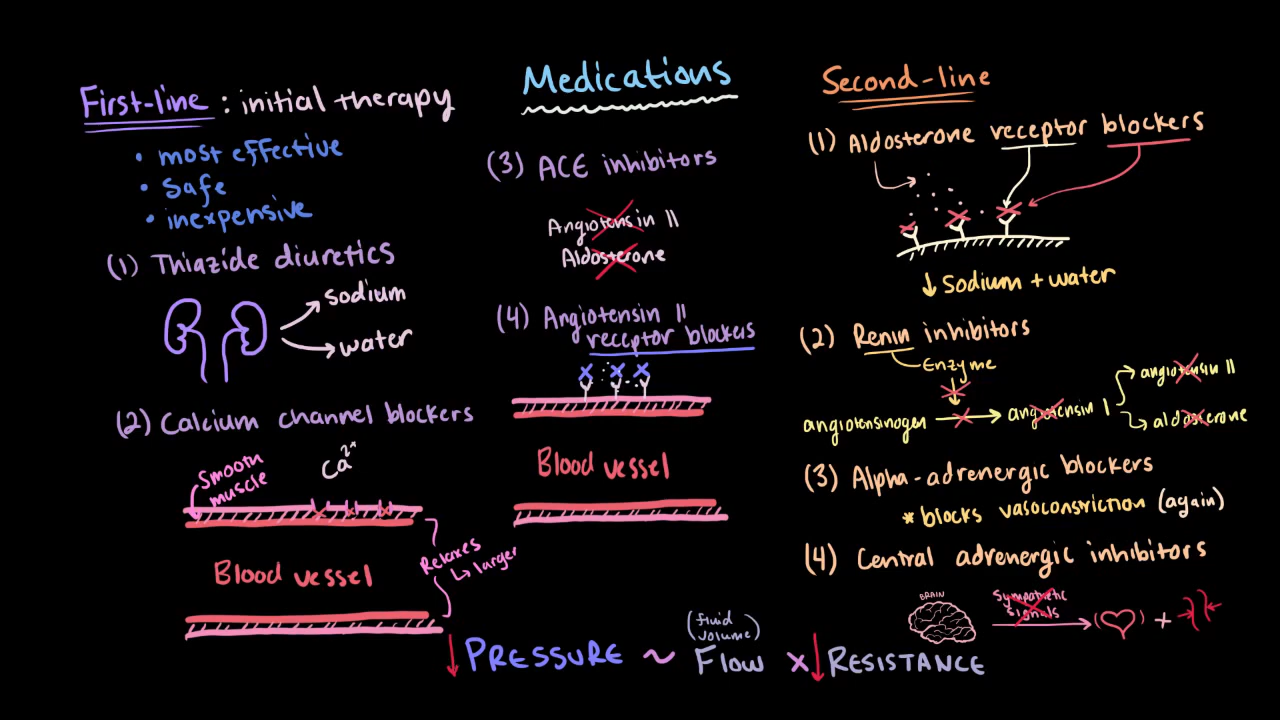 Medications
First-line : initial therapy
• most effective
• Safe
• inexpensive
(1) Thiazide diuretics
sodium
water
(2) Calcium channel blockers
Smooth
muscle
Ca2+
Blood vessel
Relaxes
↳ larger
(3) ACE inhibitors
Angiotensin II
Aldosterone
(4) Angiotensin II
receptor blockers
Blood vessel
Second-line
(1) Aldosterone receptor blockers
↓ Sodium + water
(2) Renin inhibitors
Enzyme
angiotensinogen → angiotensin I
angiotensin II
aldosterone
(3) Alpha-adrenergic blockers
* blocks vasoconstriction (again)
(4) Central adrenergic inhibitors
BRAIN
Sympathetic
signals
+
(fluid
volume)
↓ PRESSURE ~ FLOW x ↓ RESISTANCE